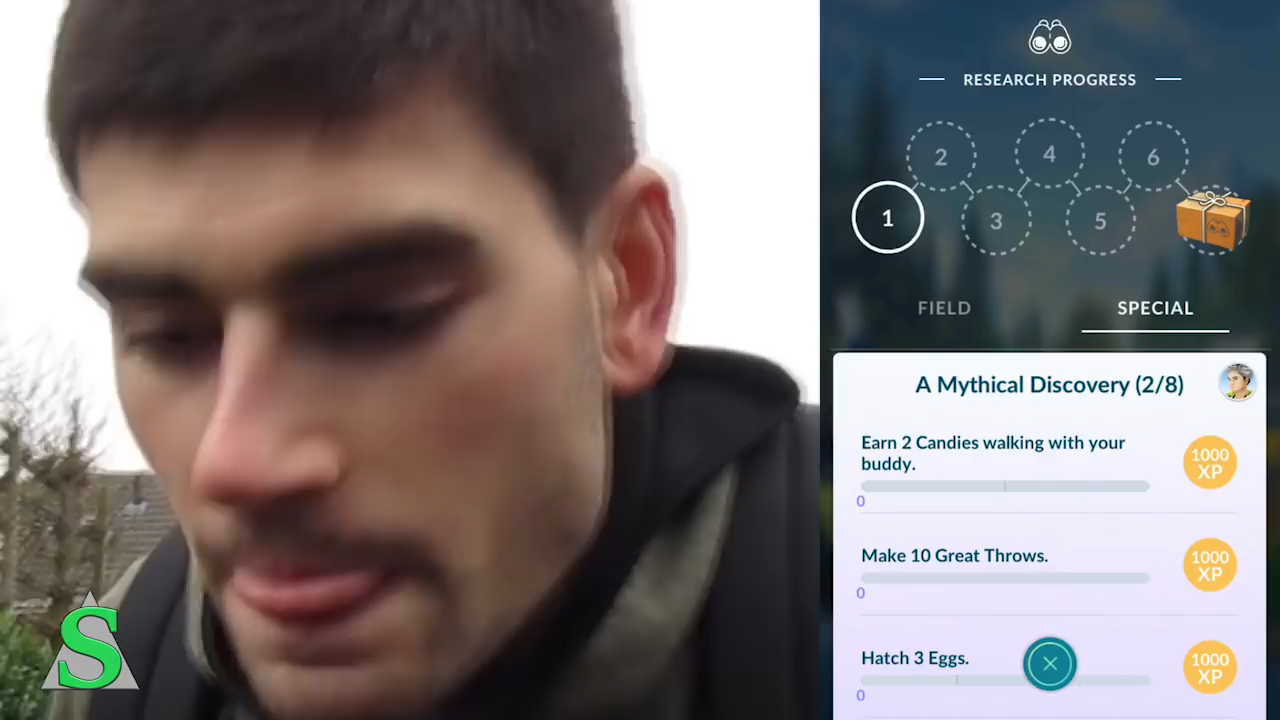 RESEARCH PROGRESS
2
4
6
1
3
5
FIELD
SPECIAL
A Mythical Discovery (2/8)
Earn 2 Candies walking with your
buddy.
1000
XP
0
Make 10 Great Throws.
1000
XP
0
Hatch 3 Eggs.
1000
XP
0
S